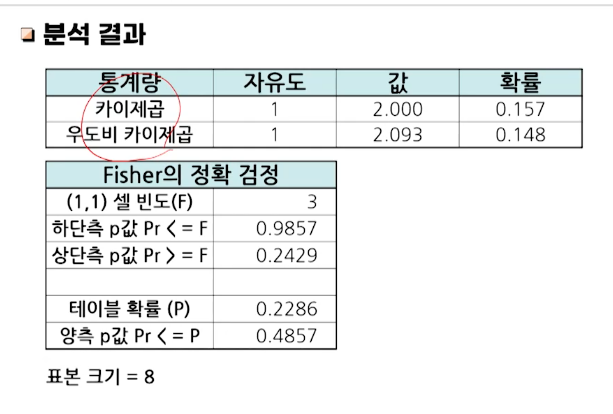 분석 결과
통계량 자유도 값 확률
카이제곱 1 2.000 0.157
우도비 카이제곱 1 2.093 0.148
Fisher의 정확 검정
(1,1) 셀 빈도(F) 3
하단측 p값 Pr <= F 0.9857
상단측 p값 Pr >= F 0.2429
테이블 확률 (P) 0.2286
양측 p값 Pr <= P 0.4857
표본 크기 = 8